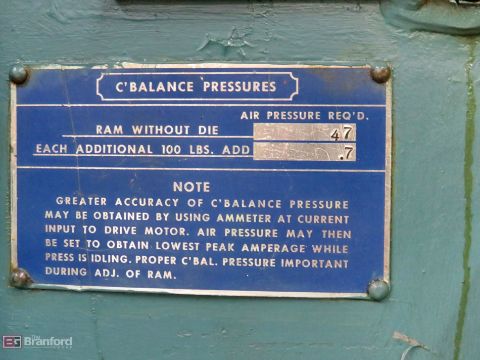 C'BALANCE PRESSURES
AIR PRESSURE REQ'D.
RAM WITHOUT DIE 47
EACH ADDITIONAL 100 LBS. ADD .7
NOTE
GREATER ACCURACY OF C'BALANCE PRESSURE
MAY BE OBTAINED BY USING AMMETER AT CURRENT
INPUT TO DRIVE MOTOR. AIR PRESSURE MAY THEN
BE SET TO OBTAIN LOWEST PEAK AMPERAGE WHILE
PRESS IS IDLING. PROPER C'BAL. PRESSURE IMPORTANT
DURING ADJ. OF RAM.
BG The Branford